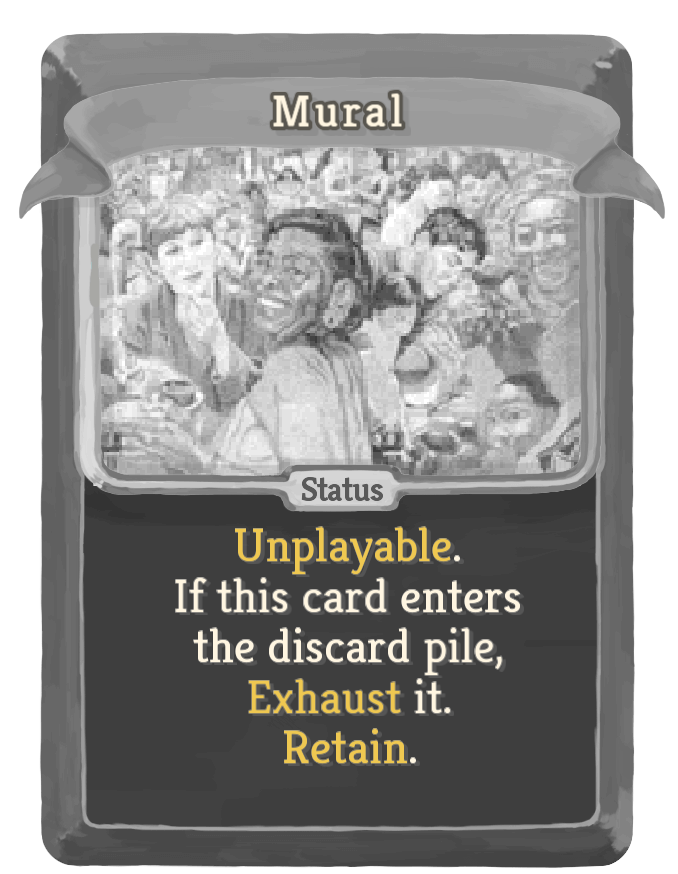 Mural
Status
Unplayable.
If this card enters
the discard pile,
Exhaust it.
Retain.